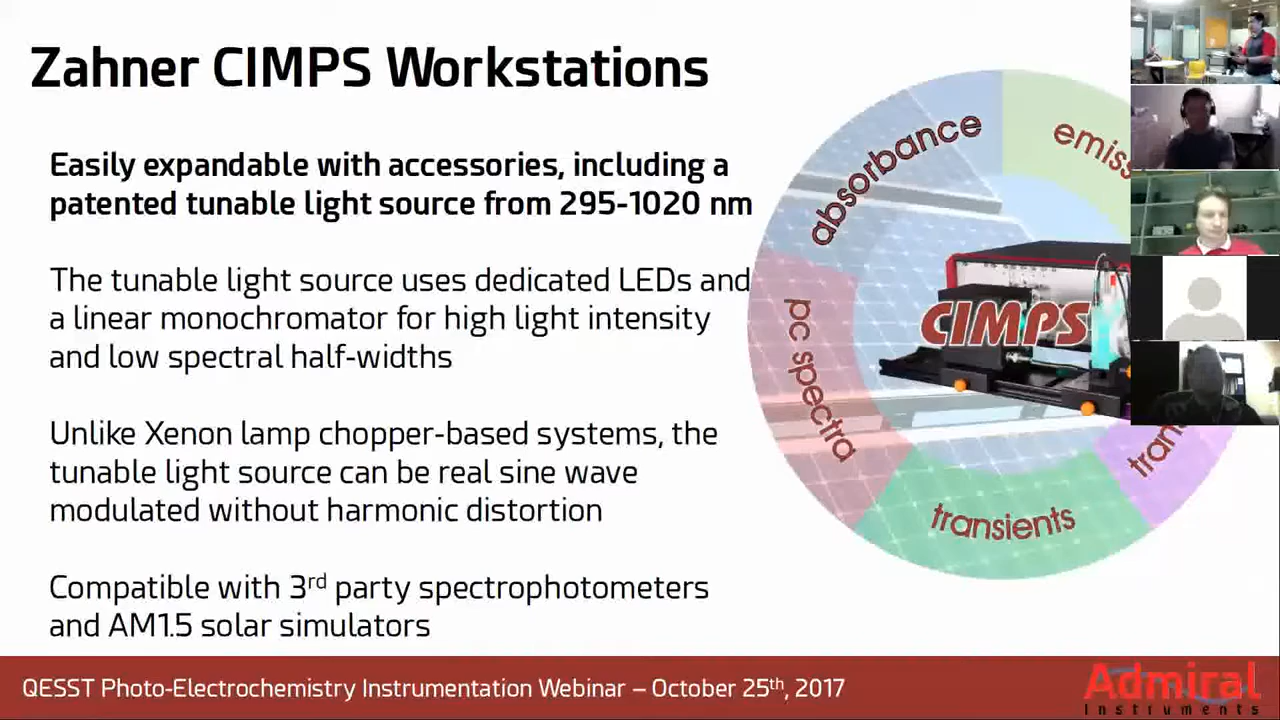 Zahner CIMPS Workstations
Easily expandable with accessories, including a
patented tunable light source from 295-1020 nm
The tunable light source uses dedicated LEDs and
a linear monochromator for high light intensity
and low spectral half-widths
Unlike Xenon lamp chopper-based systems, the
tunable light source can be real sine wave
modulated without harmonic distortion
Compatible with 3rd party spectrophotometers
and AM1.5 solar simulators
absorbance
emiss
pc spectra
CIMPS
transients
QESST Photo-Electrochemistry Instrumentation Webinar – October 25th, 2017
Admiral
Instruments